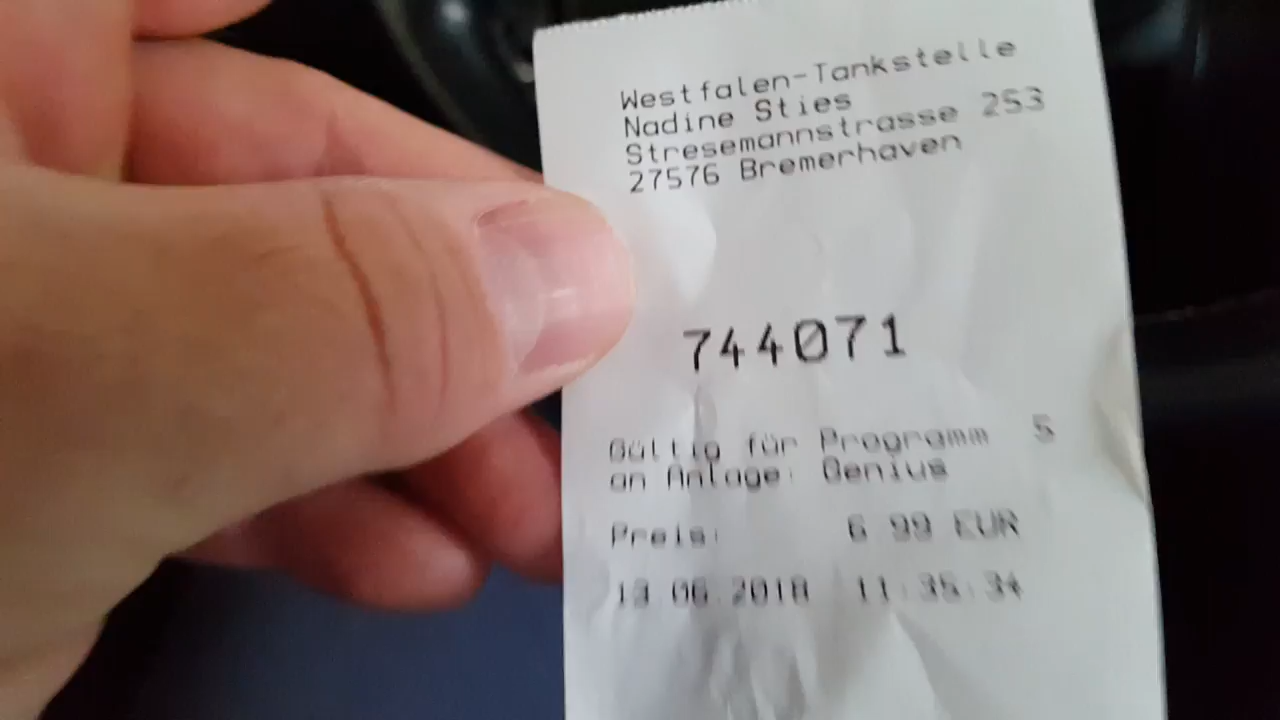 Westfalen-Tankstelle
Nadine Sties
Stresemannstrasse 253
27576 Bremerhaven
744071
Gültig für Programm 5
an Anlage: Genius
Preis: 6.99 EUR
13.06.2018 11:35:34